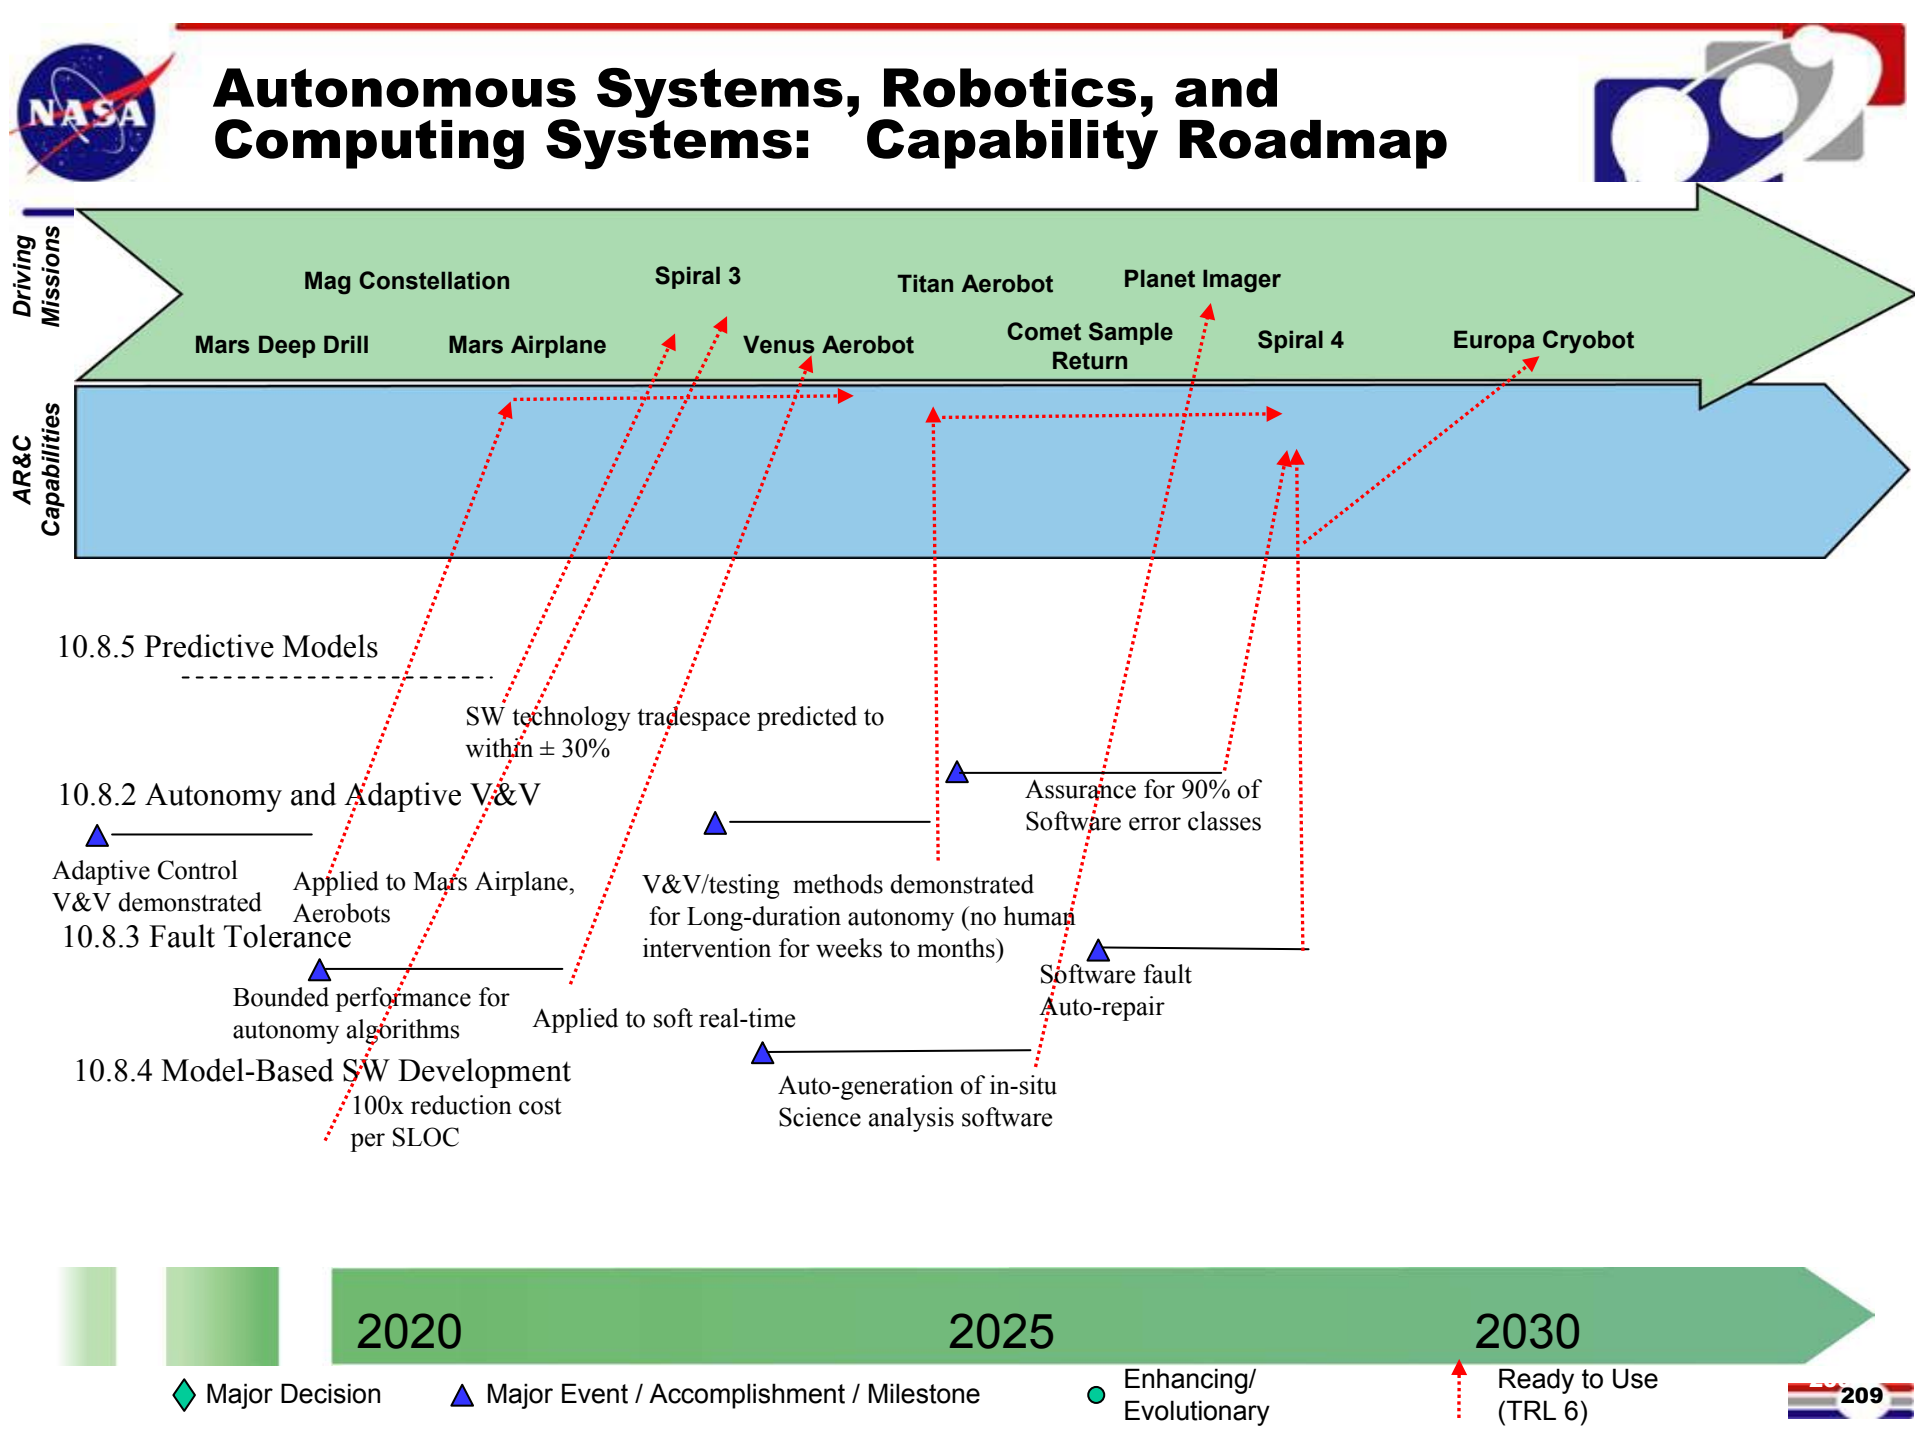 NASA
Autonomous Systems, Robotics, and
Computing Systems: Capability Roadmap
Driving
Missions
Mag Constellation
Spiral 3
Titan Aerobot
Planet Imager
Mars Deep Drill
Mars Airplane
Venus Aerobot
Comet Sample
Return
Spiral 4
Europa Cryobot
AR&C
Capabilities
10.8.5 Predictive Models
SW technology tradespace predicted to
within ± 30%
10.8.2 Autonomy and Adaptive V&V
Assurance for 90% of
Software error classes
Adaptive Control
V&V demonstrated
Applied to Mars Airplane,
Aerobots
V&V/testing methods demonstrated
for Long-duration autonomy (no human
intervention for weeks to months)
10.8.3 Fault Tolerance
Software fault
Auto-repair
Bounded performance for
autonomy algorithms
Applied to soft real-time
10.8.4 Model-Based SW Development
100x reduction cost
per SLOC
Auto-generation of in-situ
Science analysis software
2020
2025
2030
Major Decision
Major Event / Accomplishment / Milestone
Enhancing/
Evolutionary
Ready to Use
(TRL 6)
209